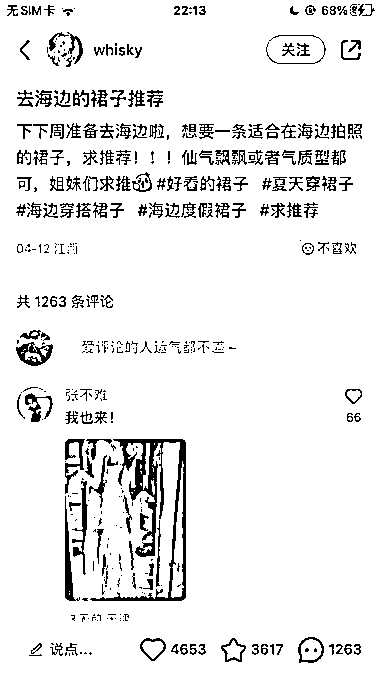 无SIM卡
22:13
68%
whisky
关注
去海边的裙子推荐
下下周准备去海边啦，想要一条适合在海边拍照
的裙子，求推荐！！！仙气飘飘或者气质型都
可，姐妹们求推 #好看的裙子 #夏天穿裙子
#海边穿搭裙子 #海边度假裙子 #求推荐
04-12 江苏
不喜欢
共 1263 条评论
爱评论的人运气都不差~
张不难
我也来！
66
说点...
4653
3617
1263